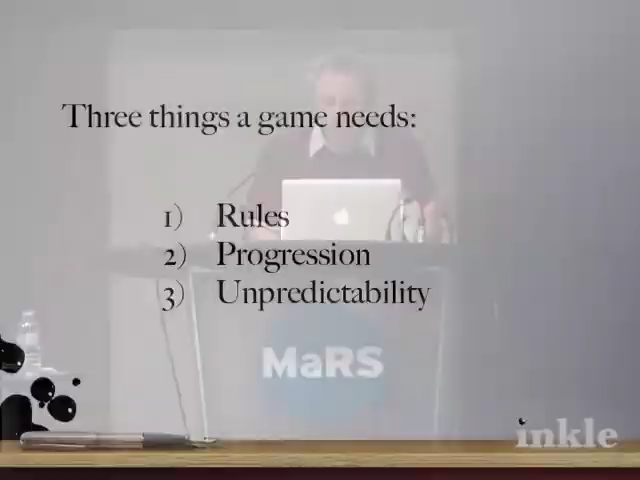 Three things a game needs:
1) Rules
2) Progression
3) Unpredictability
MaRS
inkle